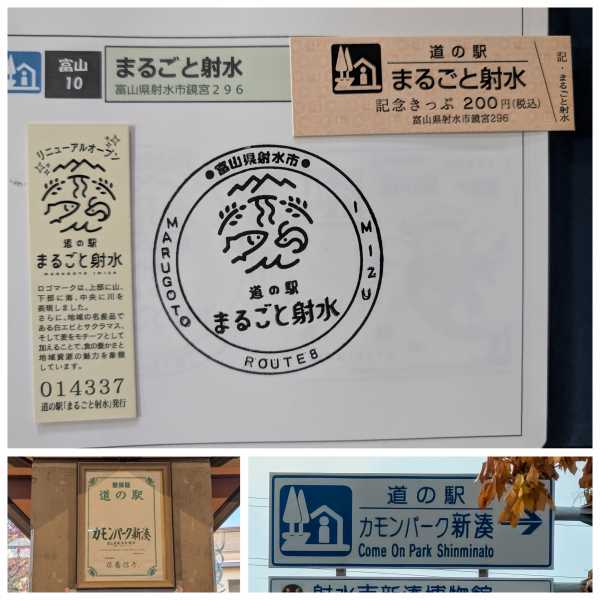 富山
10
まるごと射水
富山県射水市鏡宮296
道の駅
まるごと射水
記念きっぷ 200円(税込)
富山県射水市鏡宮296
記・まるごと射水
リニューアルオープン
道の駅
まるごと射水
MARUGOTO IMIZU
ロゴマークは、上部に山、
下部に海、中央に川を
表現しました。
さらに、地域の名産品で
ある白エビとサクラマス、
そして麦をモチーフとして
加えることで、食の豊かさと
地域資源の魅力を象徴
しています。
014337
道の駅「まるごと射水」発行
富山県射水市
MARUGOTO
IMIZU
道の駅
まるごと射水
ROUTE8
登録証
道の駅
カモンパーク新湊
道の駅
カモンパーク新湊
Come On Park Shinminato
射水市新湊博物館